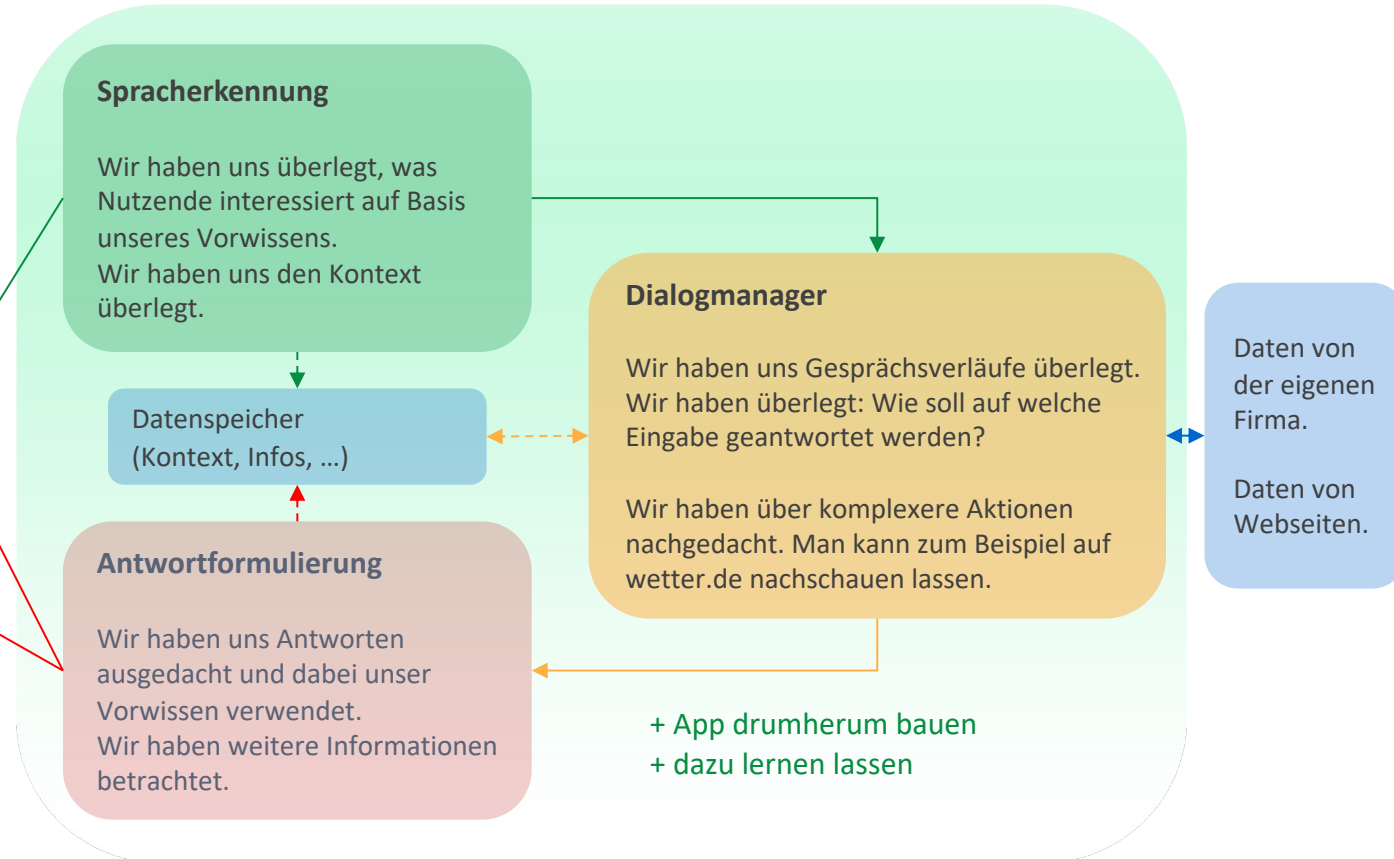 Spracherkennung
Wir haben uns überlegt, was
Nutzende interessiert auf Basis
unseres Vorwissens.
Wir haben uns den Kontext
überlegt.
Datenspeicher
(Kontext, Infos, …)
Antwortformulierung
Wir haben uns Antworten
ausgedacht und dabei unser
Vorwissen verwendet.
Wir haben weitere Informationen
betrachtet.
Dialogmanager
Wir haben uns Gesprächsverläufe überlegt.
Wir haben überlegt: Wie soll auf welche
Eingabe geantwortet werden?
Wir haben über komplexere Aktionen
nachgedacht. Man kann zum Beispiel auf
wetter.de nachschauen lassen.
+ App drumherum bauen
+ dazu lernen lassen
Daten von
der eigenen
Firma.
Daten von
Webseiten.